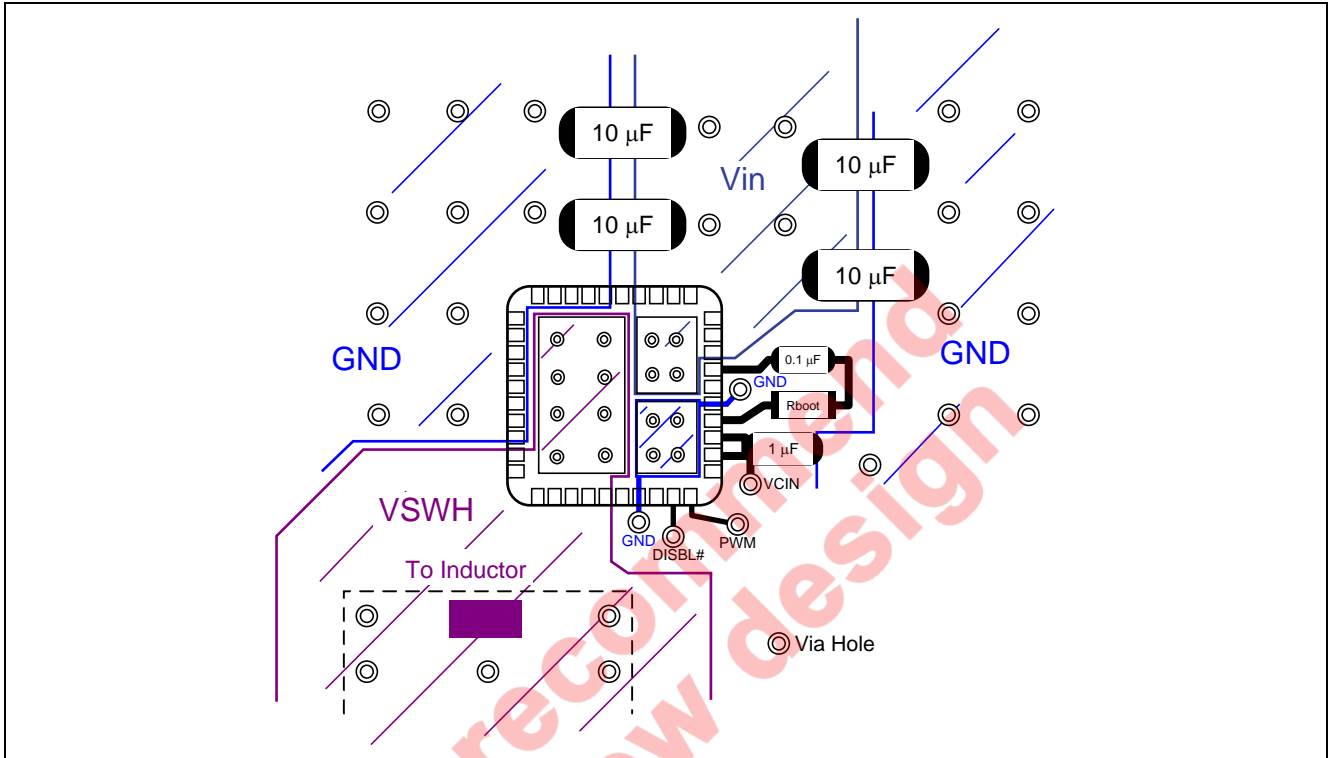 10 μF
10 μF
Vin
10 μF
10 μF
GND
GND
0.1 μF
GND
Rboot
1 μF
VCIN
VSWH
GND
DISBL#
PWM
To Inductor
Via Hole
recommend
ew design